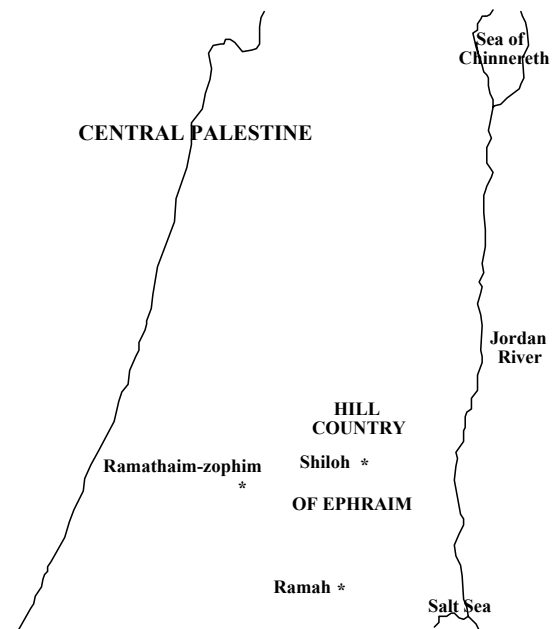 Sea of
Chinnereth
CENTRAL PALESTINE
Jordan
River
HILL
COUNTRY
Ramathaim-zophim
*
Shiloh *
OF EPHRAIM
Ramah *
Salt Sea